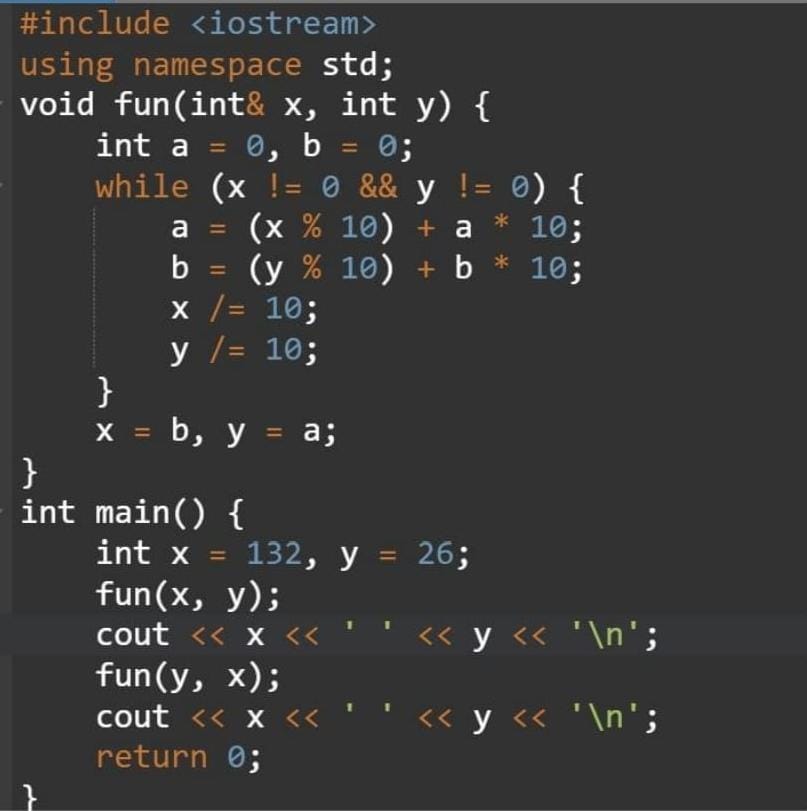 #include <iostream>
using namespace std;
void fun(int& x, int y) {
    int a = 0, b = 0;
    while (x != 0 && y != 0) {
        a = (x % 10) + a * 10;
        b = (y % 10) + b * 10;
        x /= 10;
        y /= 10;
    }
    x = b, y = a;
}
int main() {
    int x = 132, y = 26;
    fun(x, y);
    cout << x << ' ' << y << '\n';
    fun(y, x);
    cout << x << ' ' << y << '\n';
    return 0;
}